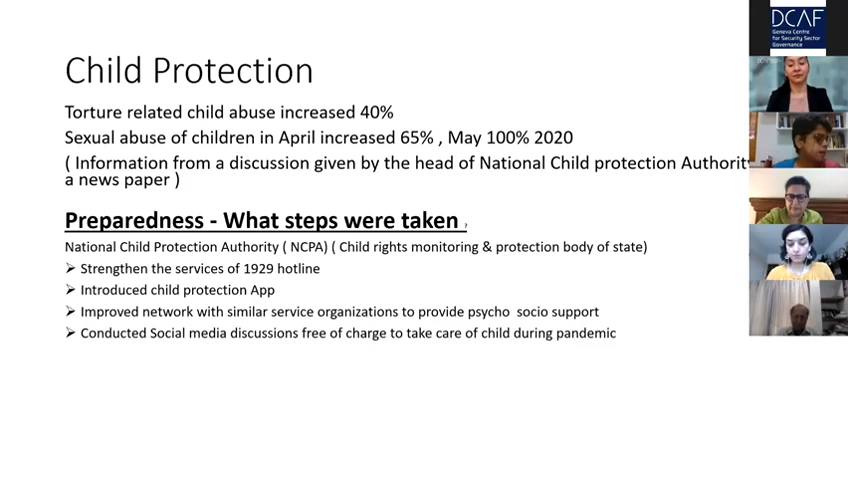 Child Protection
Torture related child abuse increased 40%
Sexual abuse of children in April increased 65% , May 100% 2020
( Information from a discussion given by the head of National Child protection
a news paper )
Preparedness - What steps were taken
National Child Protection Authority ( NCPA) ( Child rights monitoring & protection body of state)
➢ Strengthen the services of 1929 hotline
➢ Introduced child protection App
➢ Improved network with similar service organizations to provide psycho socio support
➢ Conducted Social media discussions free of charge to take care of child during pandemic
DCAF
Geneva Centre
for Security Sector
Governance